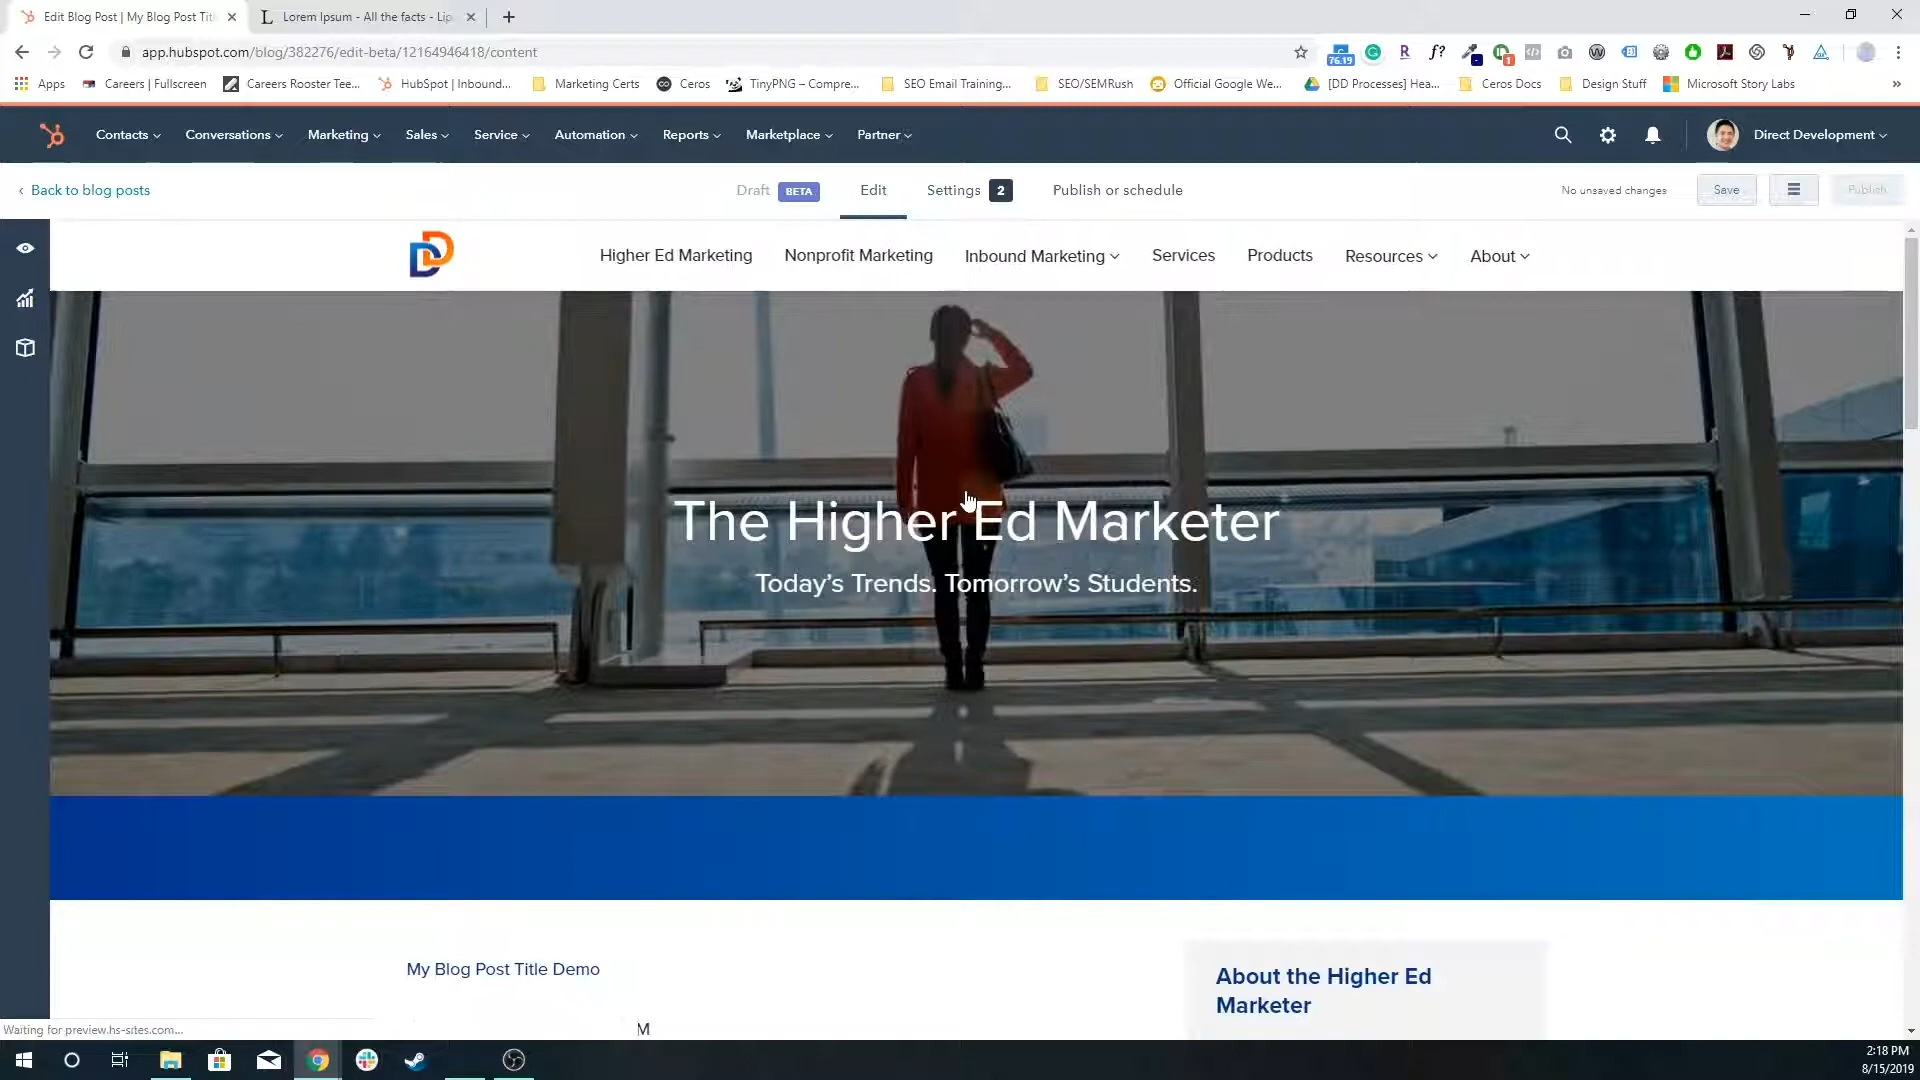 Edit Blog Post | My Blog Post Titl
Lorem Ipsum - All the facts - Lip
app.hubspot.com/blog/382276/edit-beta/12164946418/content
76.19
1
Apps
Careers | Fullscreen
Careers Rooster Tee...
HubSpot | Inbound...
Marketing Certs
Ceros
TinyPNG – Compre...
SEO Email Training...
SEO/SEMRush
Official Google We...
[DD Processes] Hea...
Ceros Docs
Design Stuff
Microsoft Story Labs
Contacts
Conversations
Marketing
Sales
Service
Automation
Reports
Marketplace
Partner
Direct Development
Back to blog posts
Draft BETA
Edit
Settings 2
Publish or schedule
No unsaved changes
Save
Publish
Higher Ed Marketing
Nonprofit Marketing
Inbound Marketing
Services
Products
Resources
About
The Higher Ed Marketer
Today's Trends. Tomorrow's Students.
My Blog Post Title Demo
About the Higher Ed
Marketer
M
Waiting for preview.hs-sites.com...
2:18 PM
8/15/2019